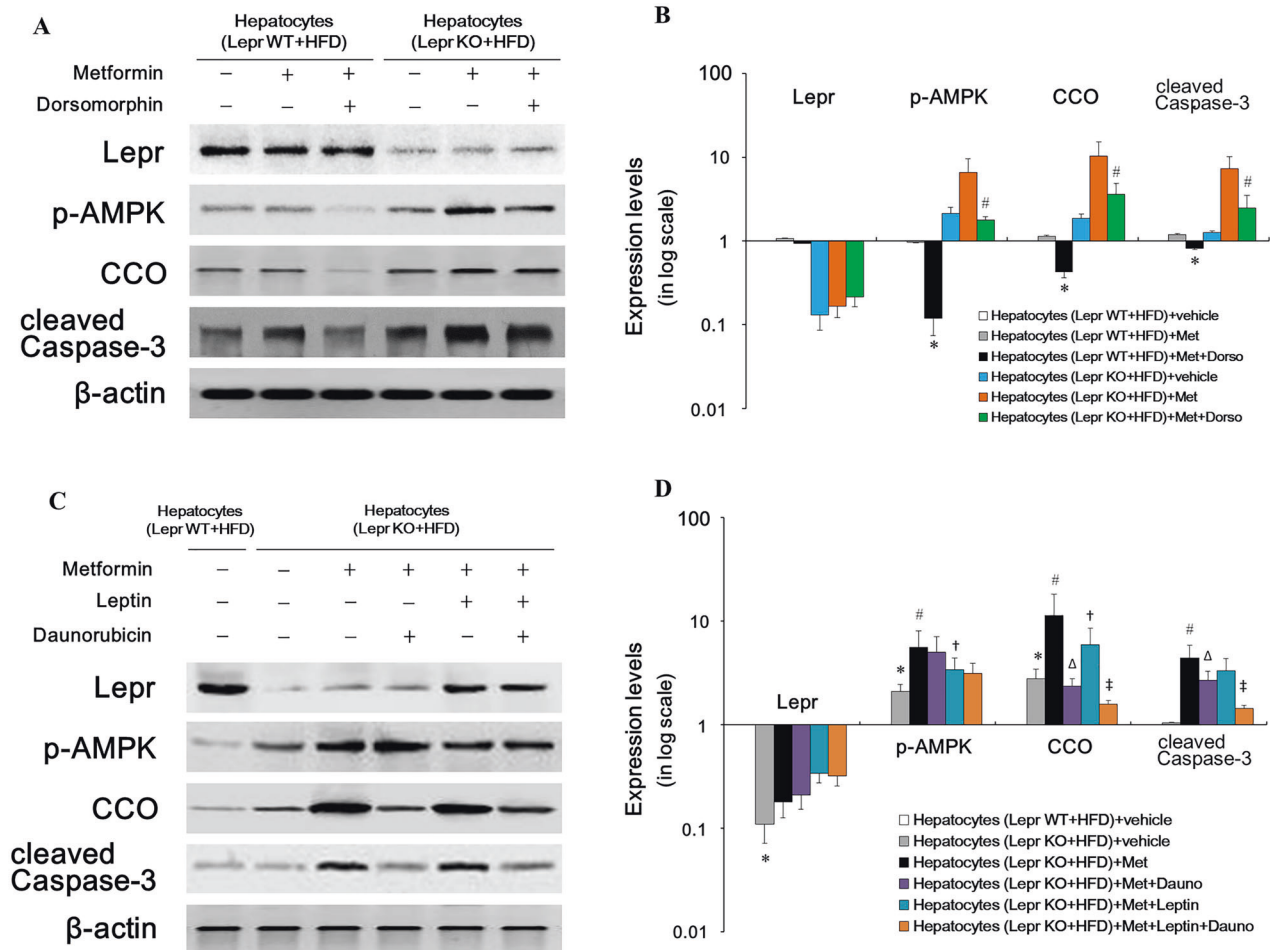 A
Hepatocytes
(Lepr WT+HFD)
Hepatocytes
(Lepr KO+HFD)
Metformin – + + – + +
Dorsomorphin – – + – – +
Lepr
p-AMPK
CCO
cleaved
Caspase-3
β-actin
B
Expression levels
(in log scale)
100
10
1
0.1
0.01
Lepr
p-AMPK
CCO
cleaved
Caspase-3
#
#
#
*
*
*
Hepatocytes (Lepr WT+HFD)+vehicle
Hepatocytes (Lepr WT+HFD)+Met
Hepatocytes (Lepr WT+HFD)+Met+Dorso
Hepatocytes (Lepr KO+HFD)+vehicle
Hepatocytes (Lepr KO+HFD)+Met
Hepatocytes (Lepr KO+HFD)+Met+Dorso
C
Hepatocytes
(Lepr WT+HFD)
Hepatocytes
(Lepr KO+HFD)
Metformin – – + + + +
Leptin – – – – + +
Daunorubicin – – – + – +
Lepr
p-AMPK
CCO
cleaved
Caspase-3
β-actin
D
Expression levels
(in log scale)
100
10
1
0.1
0.01
Lepr
p-AMPK
CCO
cleaved
Caspase-3
*
* # †
* # Δ † ‡
# Δ ‡
Hepatocytes (Lepr WT+HFD)+vehicle
Hepatocytes (Lepr KO+HFD)+vehicle
Hepatocytes (Lepr KO+HFD)+Met
Hepatocytes (Lepr KO+HFD)+Met+Dauno
Hepatocytes (Lepr KO+HFD)+Met+Leptin
Hepatocytes (Lepr KO+HFD)+Met+Leptin+Dauno